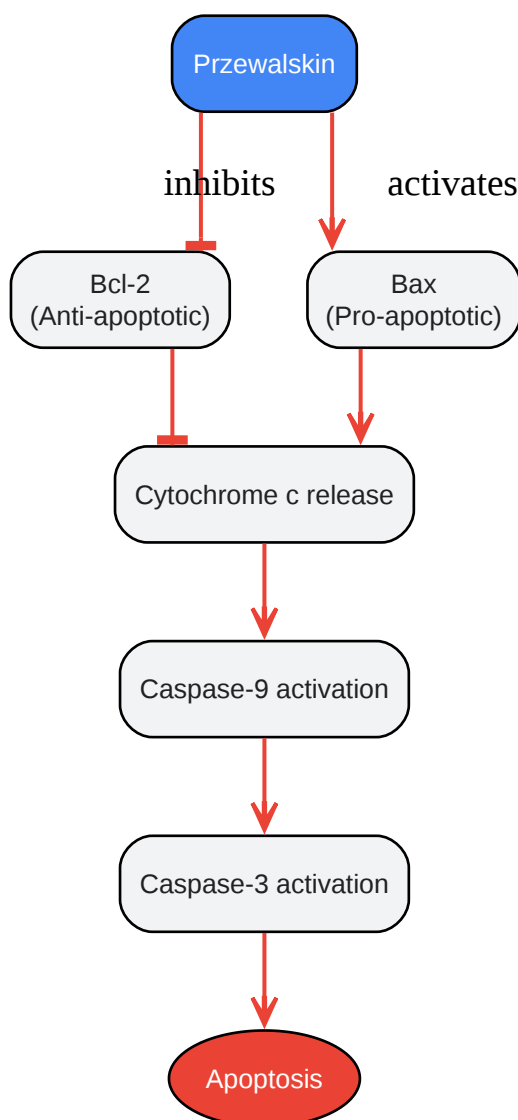 Przewalskin
inhibits
activates
Bcl-2
(Anti-apoptotic)
Bax
(Pro-apoptotic)
Cytochrome c release
Caspase-9 activation
Caspase-3 activation
Apoptosis